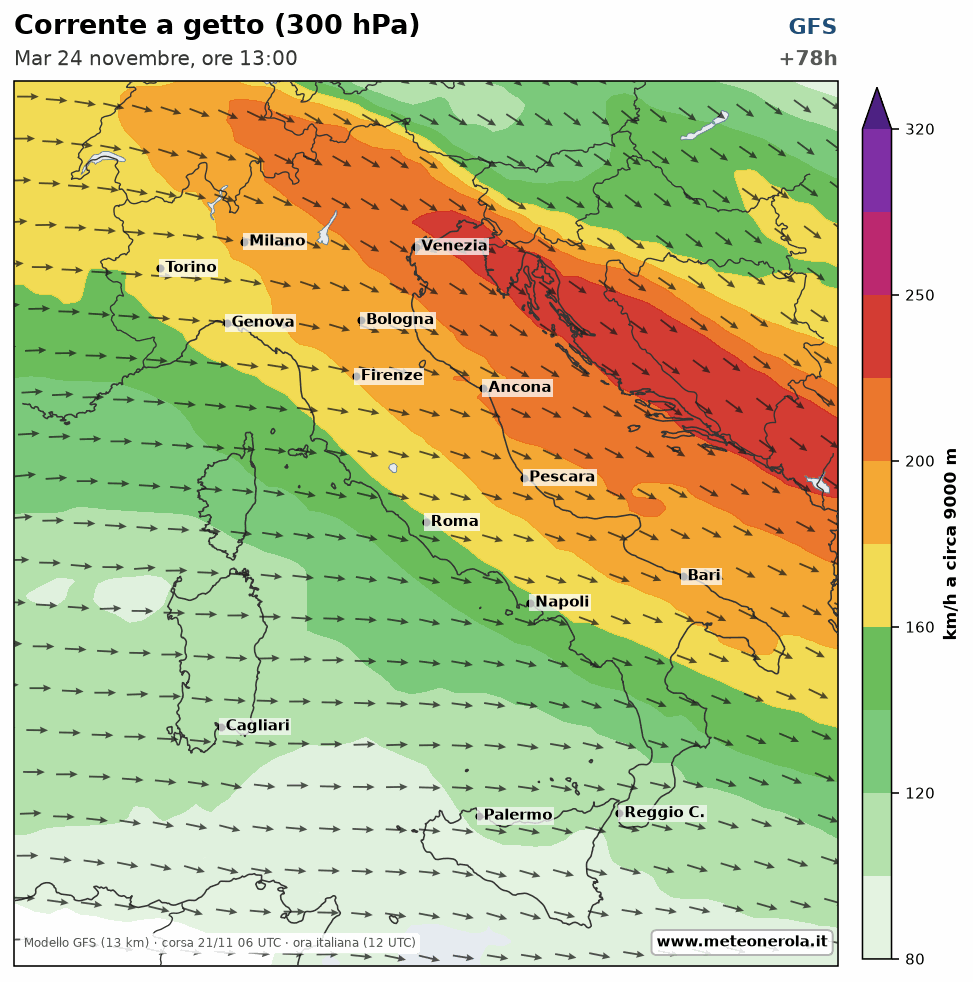 Corrente a getto (300 hPa)
GFS
Mar 24 novembre, ore 13:00
+78h
320
250
200
160
120
80
km/h a circa 9000 m
Milano
Venezia
Torino
Genova
Bologna
Firenze
Ancona
Pescara
Roma
Bari
Napoli
Cagliari
Palermo
Reggio C.
Modello GFS (13 km) · corsa 21/11 06 UTC · ora italiana (12 UTC)
www.meteonerola.it